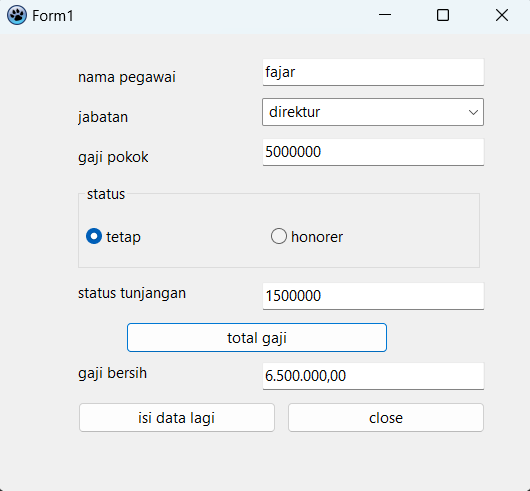 Form1
nama pegawai fajar
jabatan direktur
gaji pokok 5000000
status
tetap honorer
status tunjangan 1500000
total gaji
gaji bersih 6.500.000,00
isi data lagi close